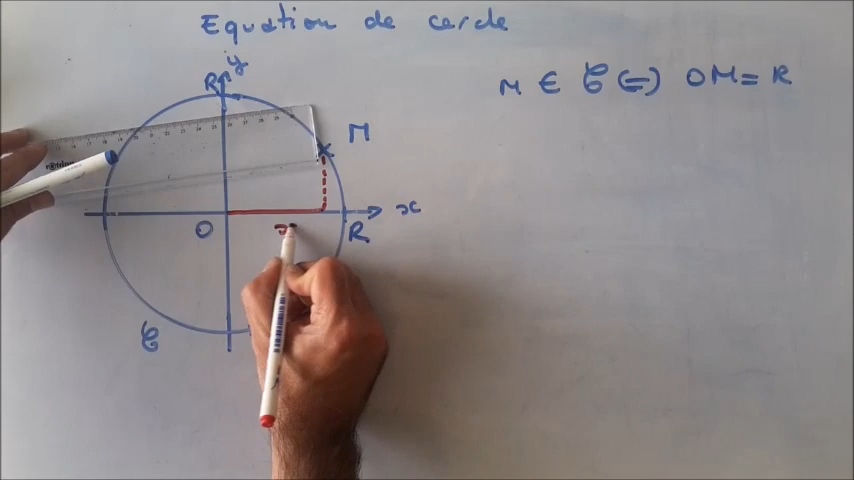 Equation de cercle
y
R
M ∈ 𝒞 (=) OM = R
M
x
O
R
𝒞